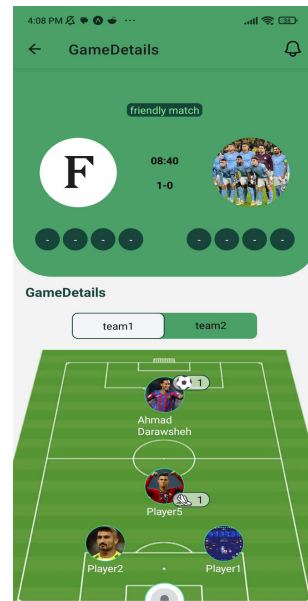 4:08 PM
58
GameDetails
friendly match
F
08:40
1-0
- - - -
- - - -
GameDetails
team1
team2
1
Ahmad
Darawsheh
1
Player5
Player2
Player1